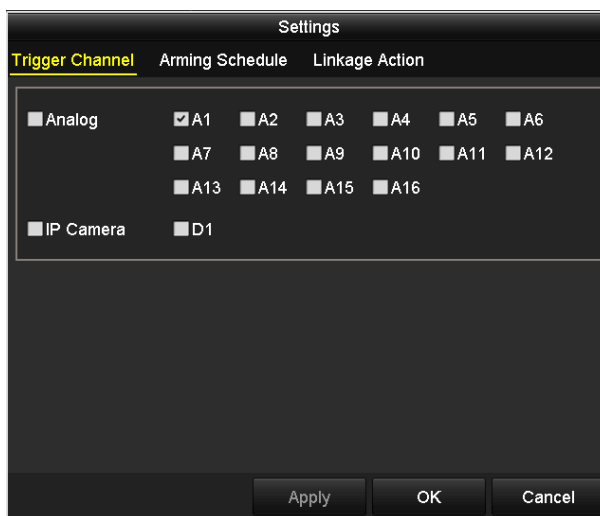 Settings
Trigger Channel Arming Schedule Linkage Action
Analog A1 A2 A3 A4 A5 A6
A7 A8 A9 A10 A11 A12
A13 A14 A15 A16
IP Camera D1
Apply OK Cancel